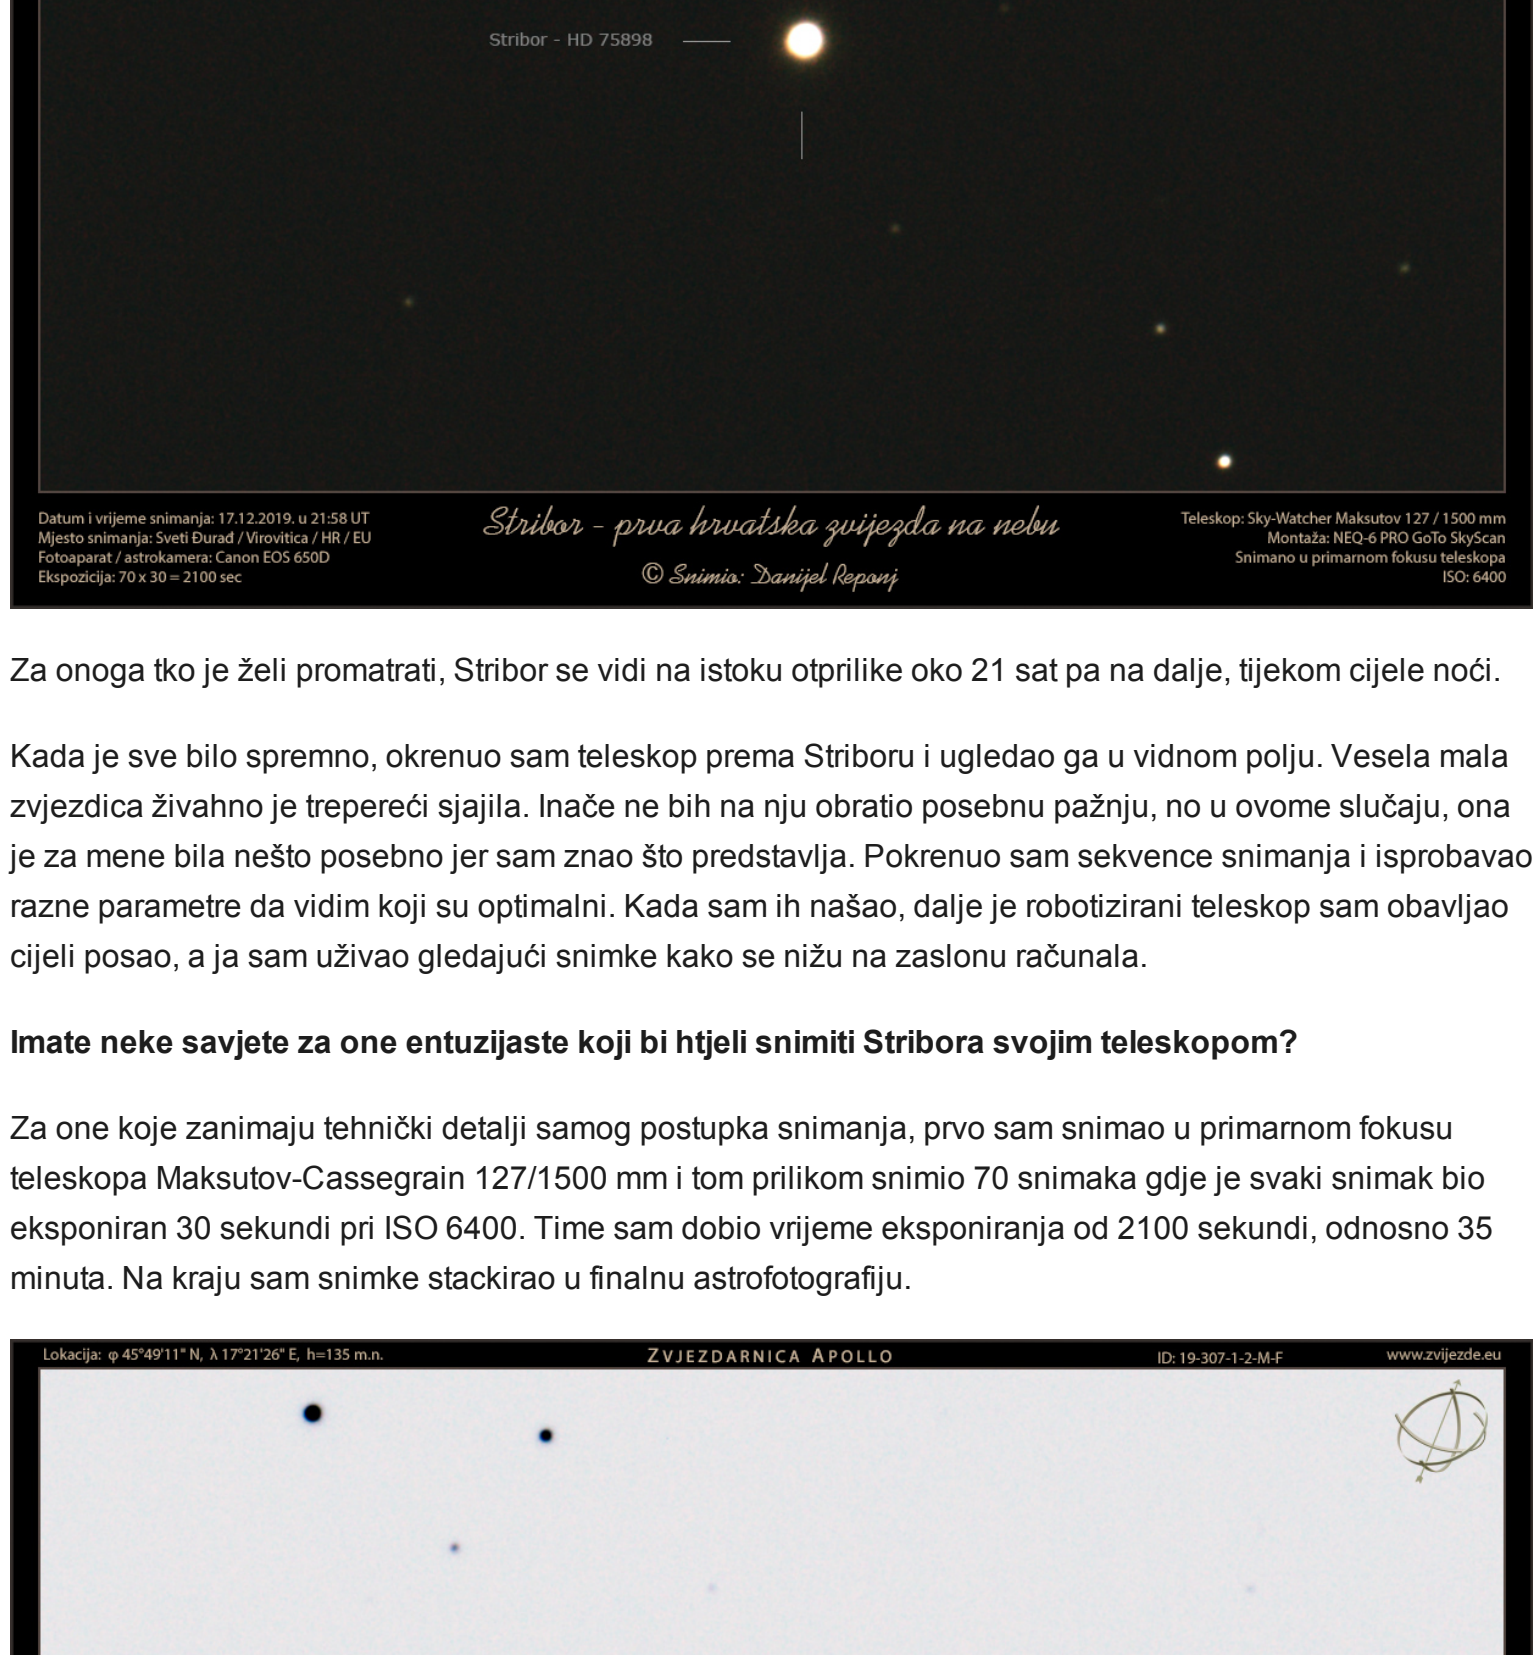 Stribor - HD 75898
Datum i vrijeme snimanja: 17.12.2019. u 21:58 UT
Mjesto snimanja: Sveti Đurađ / Virovitica / HR / EU
Fotoaparat / astrokamera: Canon EOS 650D
Ekspozicija: 70 x 30 = 2100 sec
Stribor - prva hrvatska zvijezda na nebu
© Snimio: Danijel Reponj
Teleskop: Sky-Watcher Maksutov 127 / 1500 mm
Montaža: NEQ-6 PRO GoTo SkyScan
Snimano u primarnom fokusu teleskopa
ISO: 6400
Za onoga tko je želi promatrati, Stribor se vidi na istoku otprilike oko 21 sat pa na dalje, tijekom cijele noći.
Kada je sve bilo spremno, okrenuo sam teleskop prema Striboru i ugledao ga u vidnom polju. Vesela mala
zvjezdica živahno je trepereći sjajila. Inače ne bih na nju obratio posebnu pažnju, no u ovome slučaju, ona
je za mene bila nešto posebno jer sam znao što predstavlja. Pokrenuo sam sekvence snimanja i isprobavao
razne parametre da vidim koji su optimalni. Kada sam ih našao, dalje je robotizirani teleskop sam obavljao
cijeli posao, a ja sam uživao gledajući snimke kako se nižu na zaslonu računala.
Imate neke savjete za one entuzijaste koji bi htjeli snimiti Stribora svojim teleskopom?
Za one koje zanimaju tehnički detalji samog postupka snimanja, prvo sam snimao u primarnom fokusu
teleskopa Maksutov-Cassegrain 127/1500 mm i tom prilikom snimio 70 snimaka gdje je svaki snimak bio
eksponiran 30 sekundi pri ISO 6400. Time sam dobio vrijeme eksponiranja od 2100 sekundi, odnosno 35
minuta. Na kraju sam snimke stackirao u finalnu astrofotografiju.
Lokacija: φ 45°49'11" N, λ 17°21'26" E, h=135 m.n.
ZVJEZDARNICA APOLLO
ID: 19-307-1-2-M-F
www.zvijezde.eu